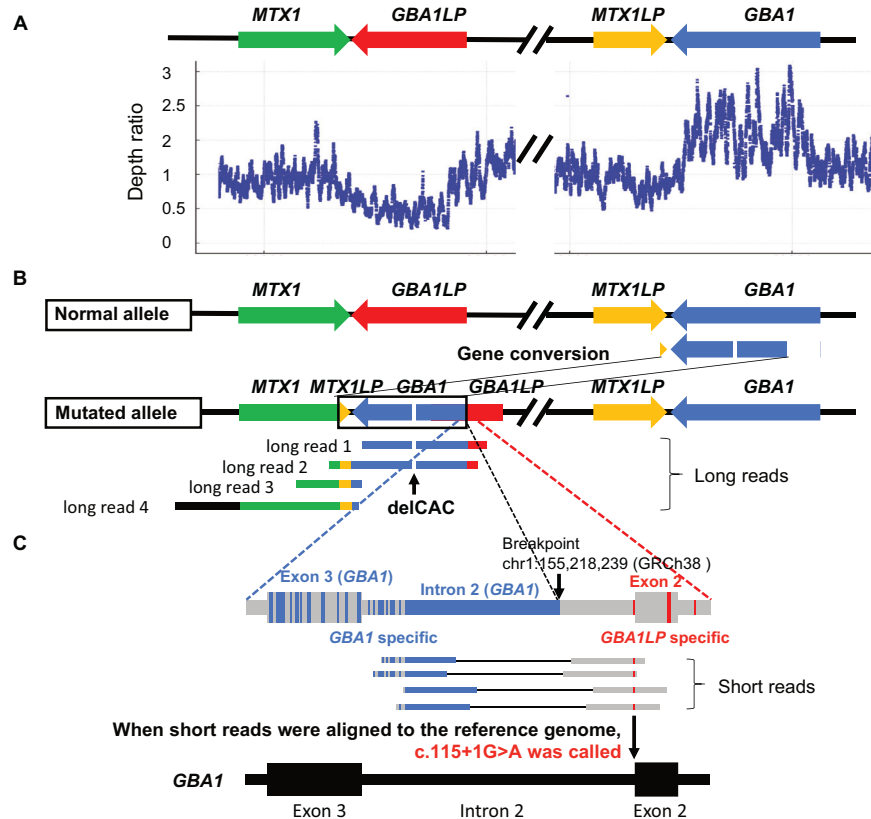 A
MTX1 GBA1LP MTX1LP GBA1
Depth ratio
3
2.5
2
1
0.5
0
B
MTX1 GBA1LP MTX1LP GBA1
Normal allele
Gene conversion
MTX1 MTX1LP GBA1 GBA1LP MTX1LP GBA1
Mutated allele
long read 1
long read 2
long read 3
long read 4
Long reads
delCAC
C
Breakpoint
chr1:155,218,239 (GRCh38 )
Exon 3 (GBA1)
Intron 2 (GBA1)
Exon 2
GBA1 specific
GBA1LP specific
Short reads
When short reads were aligned to the reference genome,
c.115+1G>A was called
GBA1
Exon 3 Intron 2 Exon 2